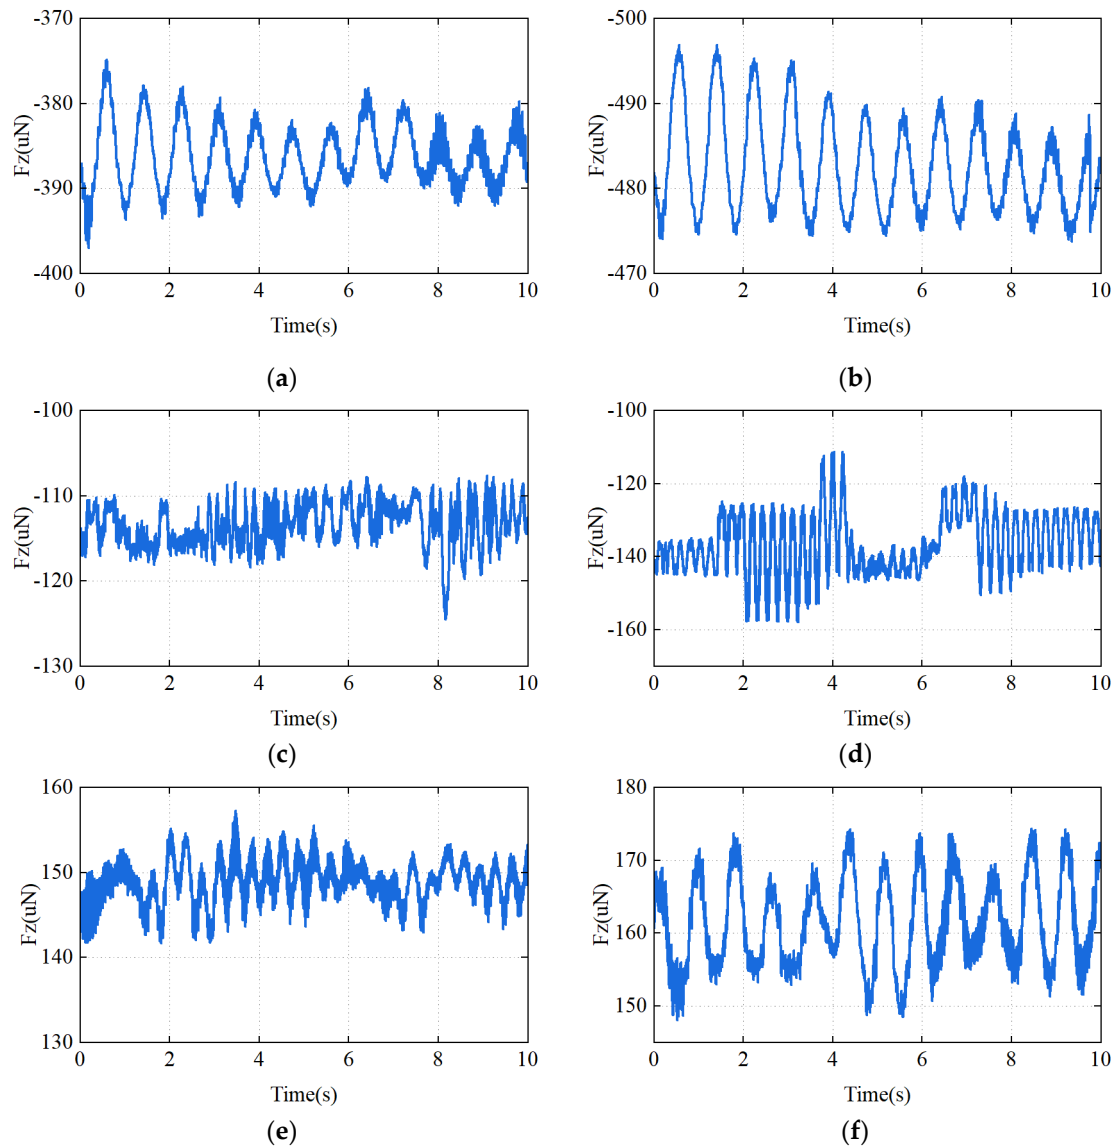 -370 -500
-380 -490
-390 -480
-400 -470
Fz(uN) Fz(uN)
0 2 4 6 8 10 0 2 4 6 8 10
Time(s) Time(s)
(a) (b)
-100 -100
-110 -120
-120 -140
-130 -160
Fz(uN) Fz(uN)
0 2 4 6 8 10 0 2 4 6 8 10
Time(s) Time(s)
(c) (d)
160 180
150 170
140 160
130 150
Fz(uN) Fz(uN)
0 2 4 6 8 10 0 2 4 6 8 10
Time(s) Time(s)
(e) (f)